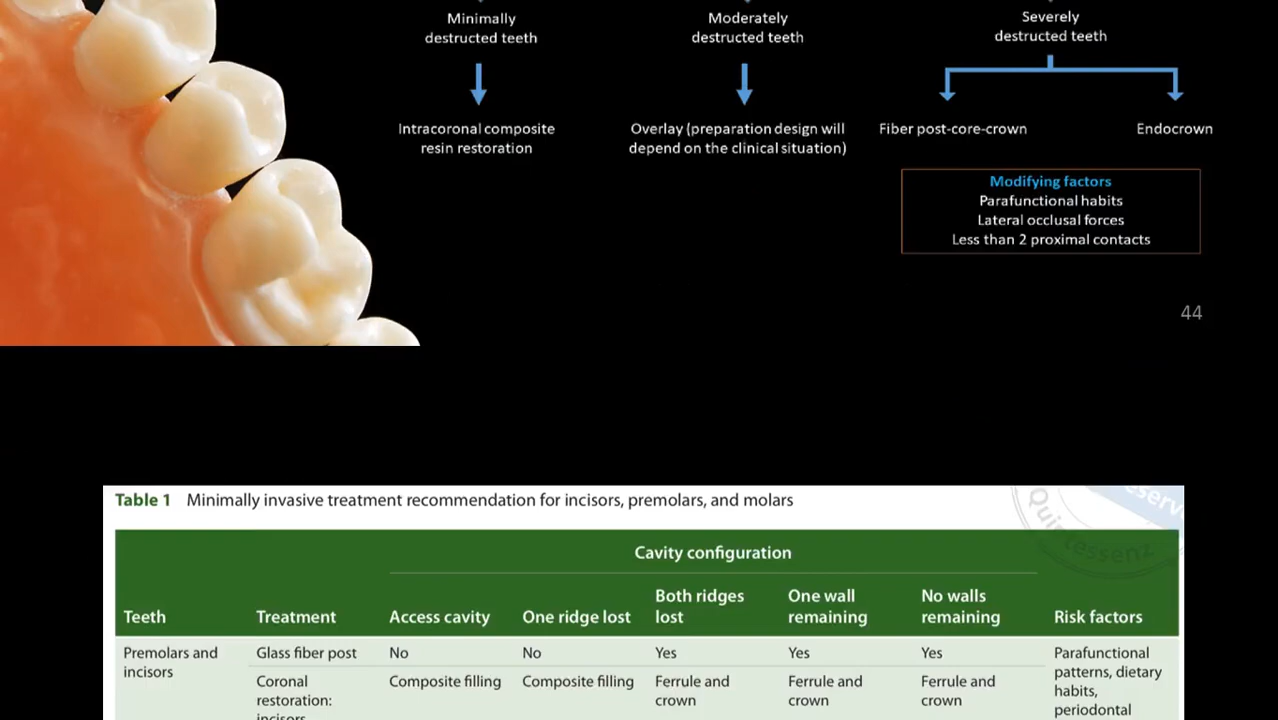 Minimally
destructed teeth
Moderately
destructed teeth
Severely
destructed teeth
Intracoronal composite
resin restoration
Overlay (preparation design will
depend on the clinical situation)
Fiber post-core-crown
Endocrown
Modifying factors
Parafunctional habits
Lateral occlusal forces
Less than 2 proximal contacts
44
Table 1 Minimally invasive treatment recommendation for incisors, premolars, and molars
Cavity configuration
Teeth
Treatment
Access cavity
One ridge lost
Both ridges
lost
One wall
remaining
No walls
remaining
Risk factors
Premolars and
incisors
Glass fiber post
No
No
Yes
Yes
Yes
Parafunctional
patterns, dietary
habits,
periodontal
Coronal
restoration:
incisors
Composite filling
Composite filling
Ferrule and
crown
Ferrule and
crown
Ferrule and
crown